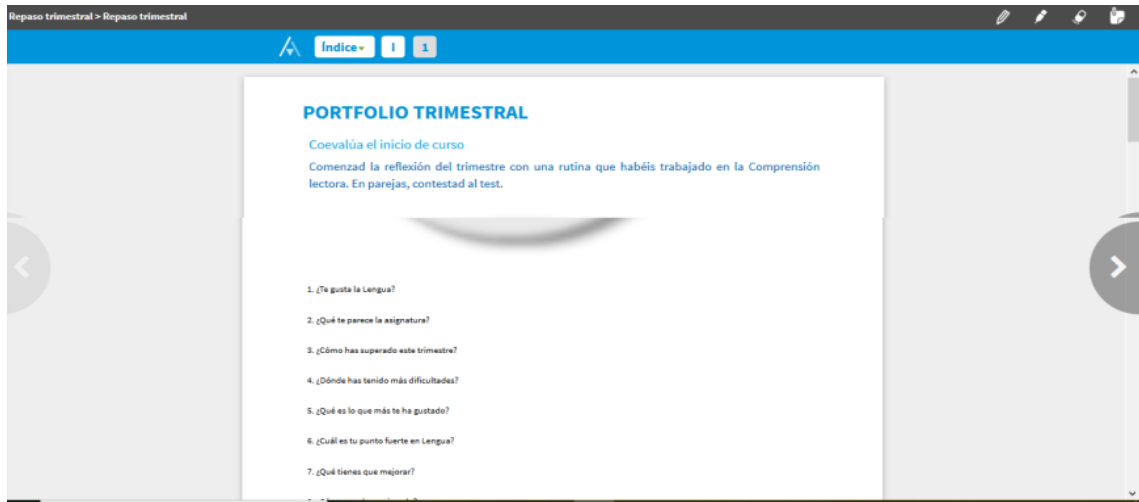 Repaso trimestral > Repaso trimestral
Índice
I
1
PORTFOLIO TRIMESTRAL
Coevalúa el inicio de curso
Comenzad la reflexión del trimestre con una rutina que habéis trabajado en la Comprensión
lectora. En parejas, contestad al test.
1. ¿Te gusta la Lengua?
2. ¿Qué te parece la asignatura?
3. ¿Cómo has superado este trimestre?
4. ¿Dónde has tenido más dificultades?
5. ¿Qué es lo que más te ha gustado?
6. ¿Cuál es tu punto fuerte en Lengua?
7. ¿Qué tienes que mejorar?